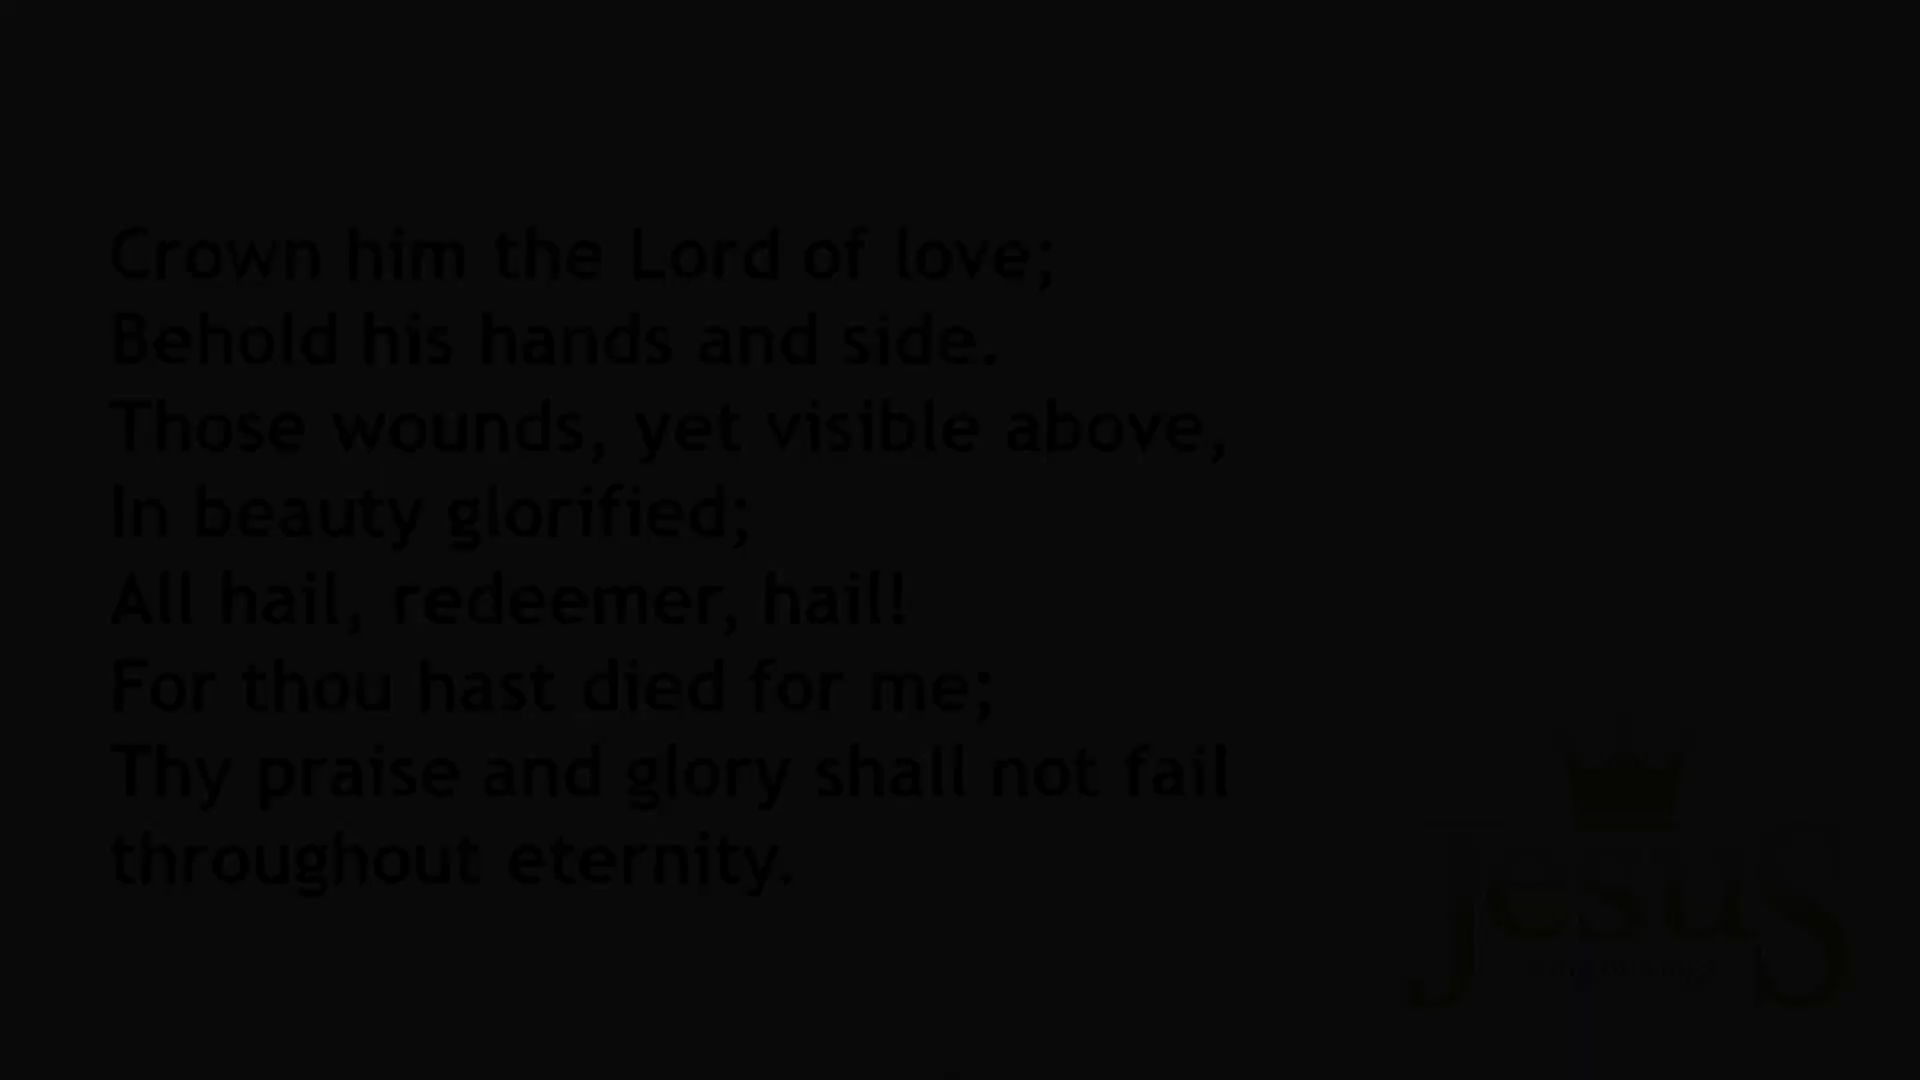 Crown him the Lord of love;
Behold his hands and side.
Those wounds, yet visible above,
In beauty glorified;
All hail, redeemer, hail!
For thou hast died for me;
Thy praise and glory shall not fail
throughout eternity.
Jesus